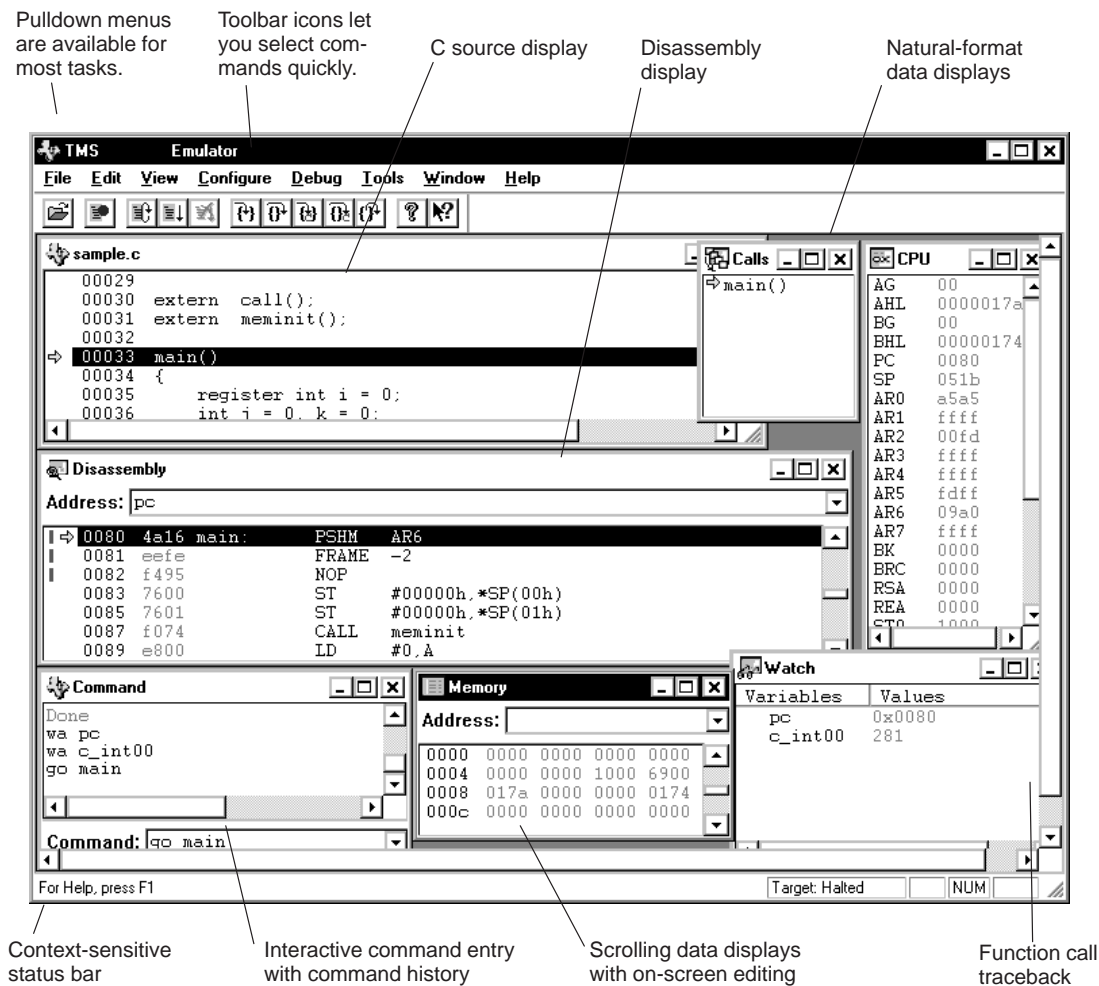 Pulldown menus
are available for
most tasks.
Toolbar icons let
you select com-
mands quickly.
C source display
Disassembly
display
Natural-format
data displays
TMS Emulator
File Edit View Configure Debug Tools Window Help
sample.c
00029
00030 extern call();
00031 extern meminit();
00032
00033 main()
00034 {
00035 register int i = 0;
00036 int j = 0, k = 0;
Calls
main()
CPU
AG 00
AHL 0000017a
BG 00
BHL 00000174
PC 0080
SP 051b
AR0 a5a5
AR1 ffff
AR2 00fd
AR3 ffff
AR4 ffff
AR5 fdff
AR6 09a0
AR7 ffff
BK 0000
BRC 0000
RSA 0000
REA 0000
ST0 1000
Disassembly
Address: pc
0080 4a16 main: PSHM AR6
0081 eefe FRAME -2
0082 f495 NOP
0083 7600 ST #00000h,*SP(00h)
0085 7601 ST #00000h,*SP(01h)
0087 f074 CALL meminit
0089 e800 LD #0,A
Command
Done
wa pc
wa c_int00
go main
Command: go main
Memory
Address:
0000 0000 0000 0000 0000
0004 0000 0000 1000 6900
0008 017a 0000 0000 0174
000c 0000 0000 0000 0000
Watch
Variables Values
pc 0x0080
c_int00 281
For Help, press F1
Target: Halted
NUM
Context-sensitive
status bar
Interactive command entry
with command history
Scrolling data displays
with on-screen editing
Function call
traceback